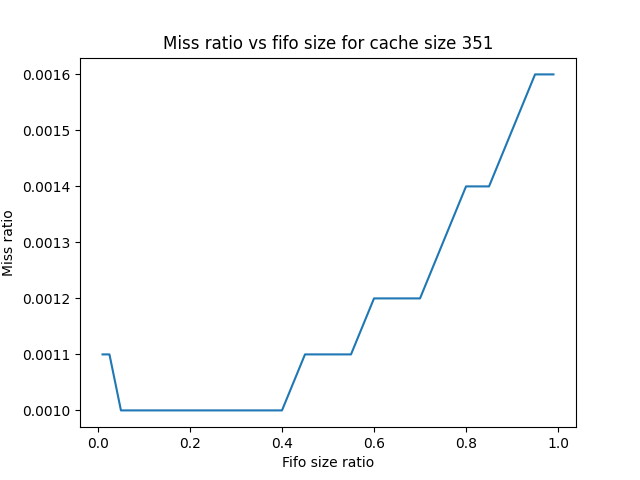 Miss ratio vs fifo size for cache size 351
0.0016
0.0015
0.0014
0.0013
0.0012
0.0011
0.0010
Miss ratio
0.0 0.2 0.4 0.6 0.8 1.0
Fifo size ratio